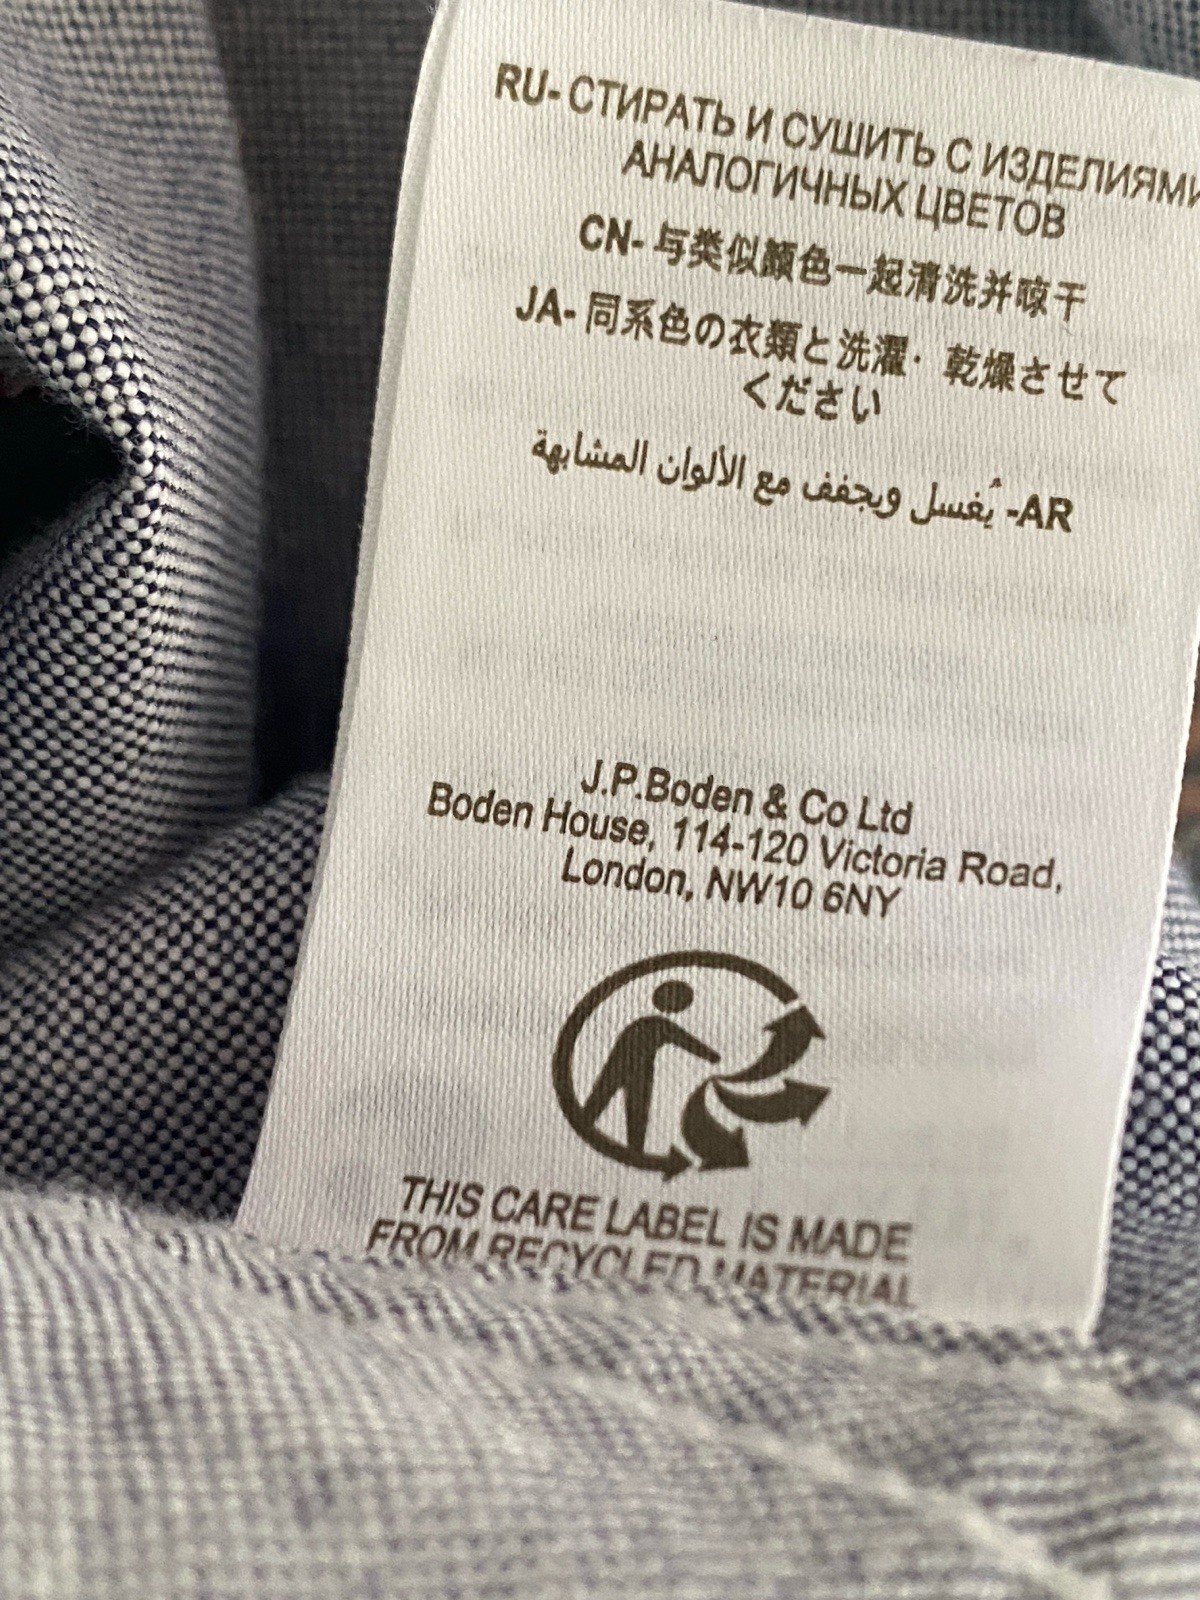 RU- СТИРАТЬ И СУШИТЬ С ИЗДЕЛИЯМИ
АНАЛОГИЧНЫХ ЦВЕТОВ
CN- 与类似颜色一起清洗并晾干
JA- 同系色の衣類と洗濯・乾燥させて
ください
AR- يُغسل ويجفف مع الألوان المشابهة
J.P.Boden & Co Ltd
Boden House, 114-120 Victoria Road,
London, NW10 6NY
THIS CARE LABEL IS MADE
FROM RECYCLED MATERIAL